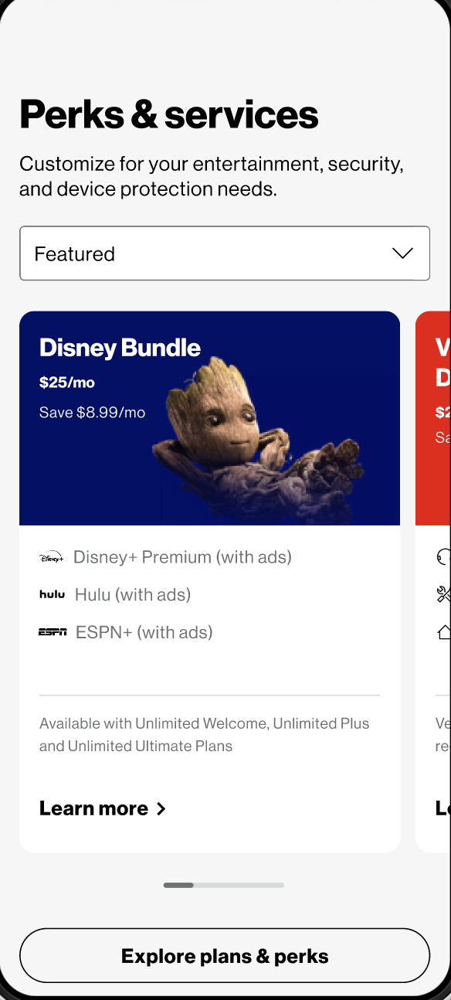 Perks & services
Customize for your entertainment, security,
and device protection needs.
Featured
Disney Bundle
$25/mo
Save $8.99/mo
Disney+ Disney+ Premium (with ads)
hulu Hulu (with ads)
ESPN ESPN+ (with ads)
Available with Unlimited Welcome, Unlimited Plus
and Unlimited Ultimate Plans
Learn more
Explore plans & perks